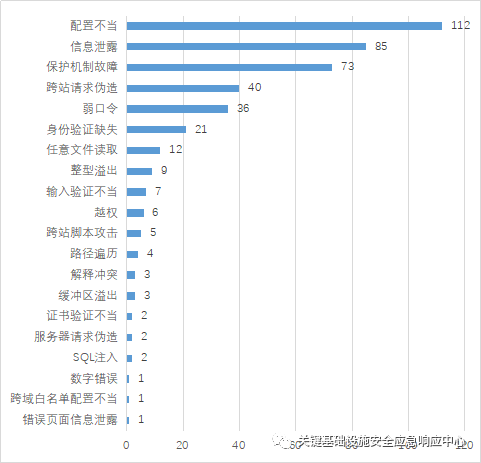 配置不当 112
信息泄露 85
保护机制故障 73
跨站请求伪造 40
弱口令 36
身份验证缺失 21
任意文件读取 12
整型溢出 9
输入验证不当 7
越权 6
跨站脚本攻击 5
路径遍历 4
解释冲突 3
缓冲区溢出 3
证书验证不当 2
服务器请求伪造 2
SQL注入 2
数字错误 1
跨域白名单配置不当 1
错误页面信息泄露 1
0 20 40 60 80 100 120
关键基础设施安全应急响应中心